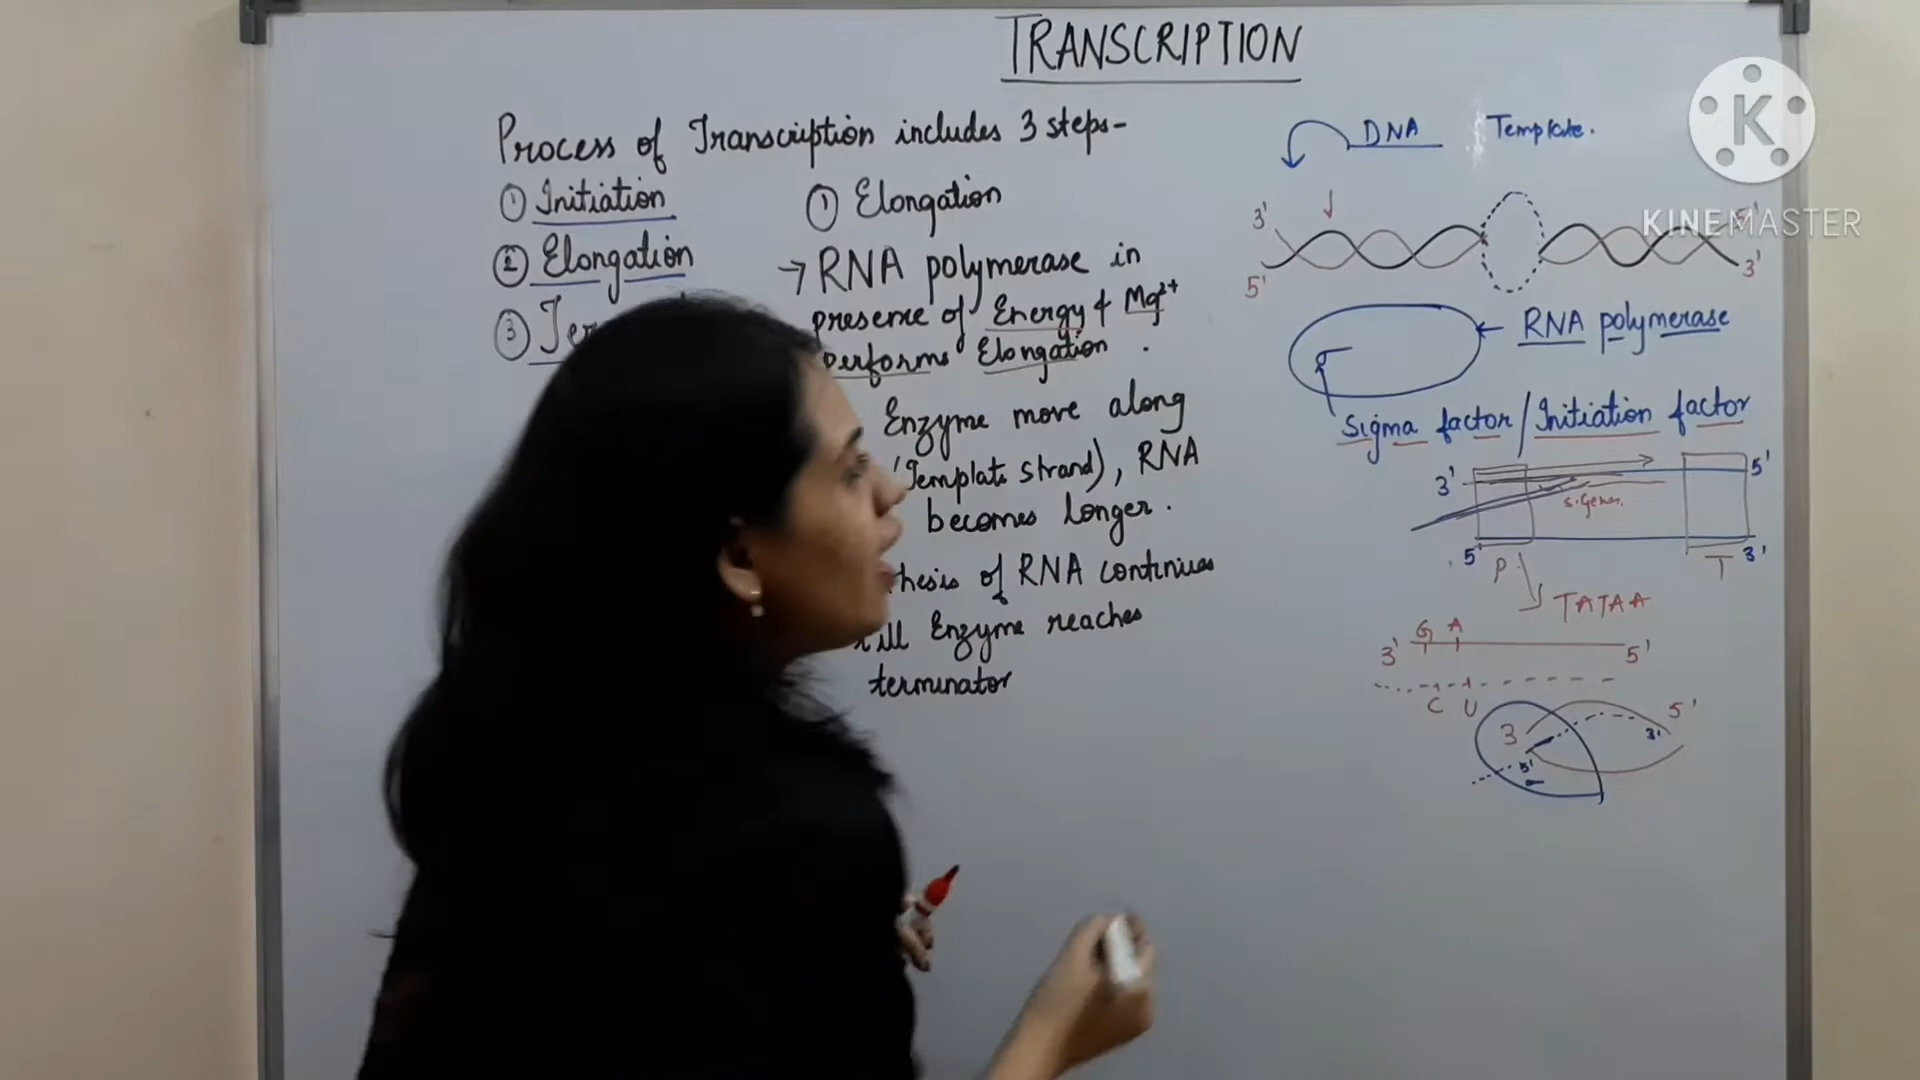 TRANSCRIPTION
Process of Transcription includes 3 steps-
① Initiation
② Elongation
③
① Elongation
→ RNA polymerase in
presence of Energy & Mg²⁺
performs Elongation .
Enzyme move along
(Template strand), RNA
becomes longer .
of RNA continues
till Enzyme reaches
terminator
DNA Template.
3'
5'
5'
3'
RNA polymerase
Sigma factor / Initiation factor
3' 5'
5' 3'
P T
TATAA
G A
3' 5'
C U
3 5'
3'
5'
K
KINEMASTER